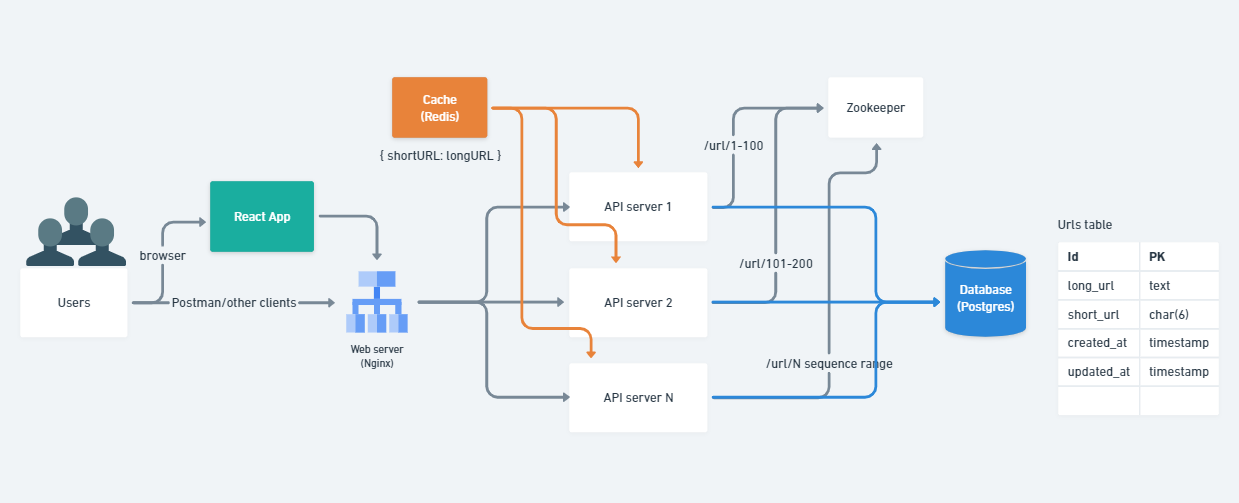 Cache
(Redis)
{ shortURL: longURL }
Zookeeper
/url/1-100
React App
API server 1
browser
Users
Postman/other clients
Web server
(Nginx)
API server 2
/url/101-200
API server N
/url/N sequence range
Database
(Postgres)
Urls table
Id PK
long_url text
short_url char(6)
created_at timestamp
updated_at timestamp